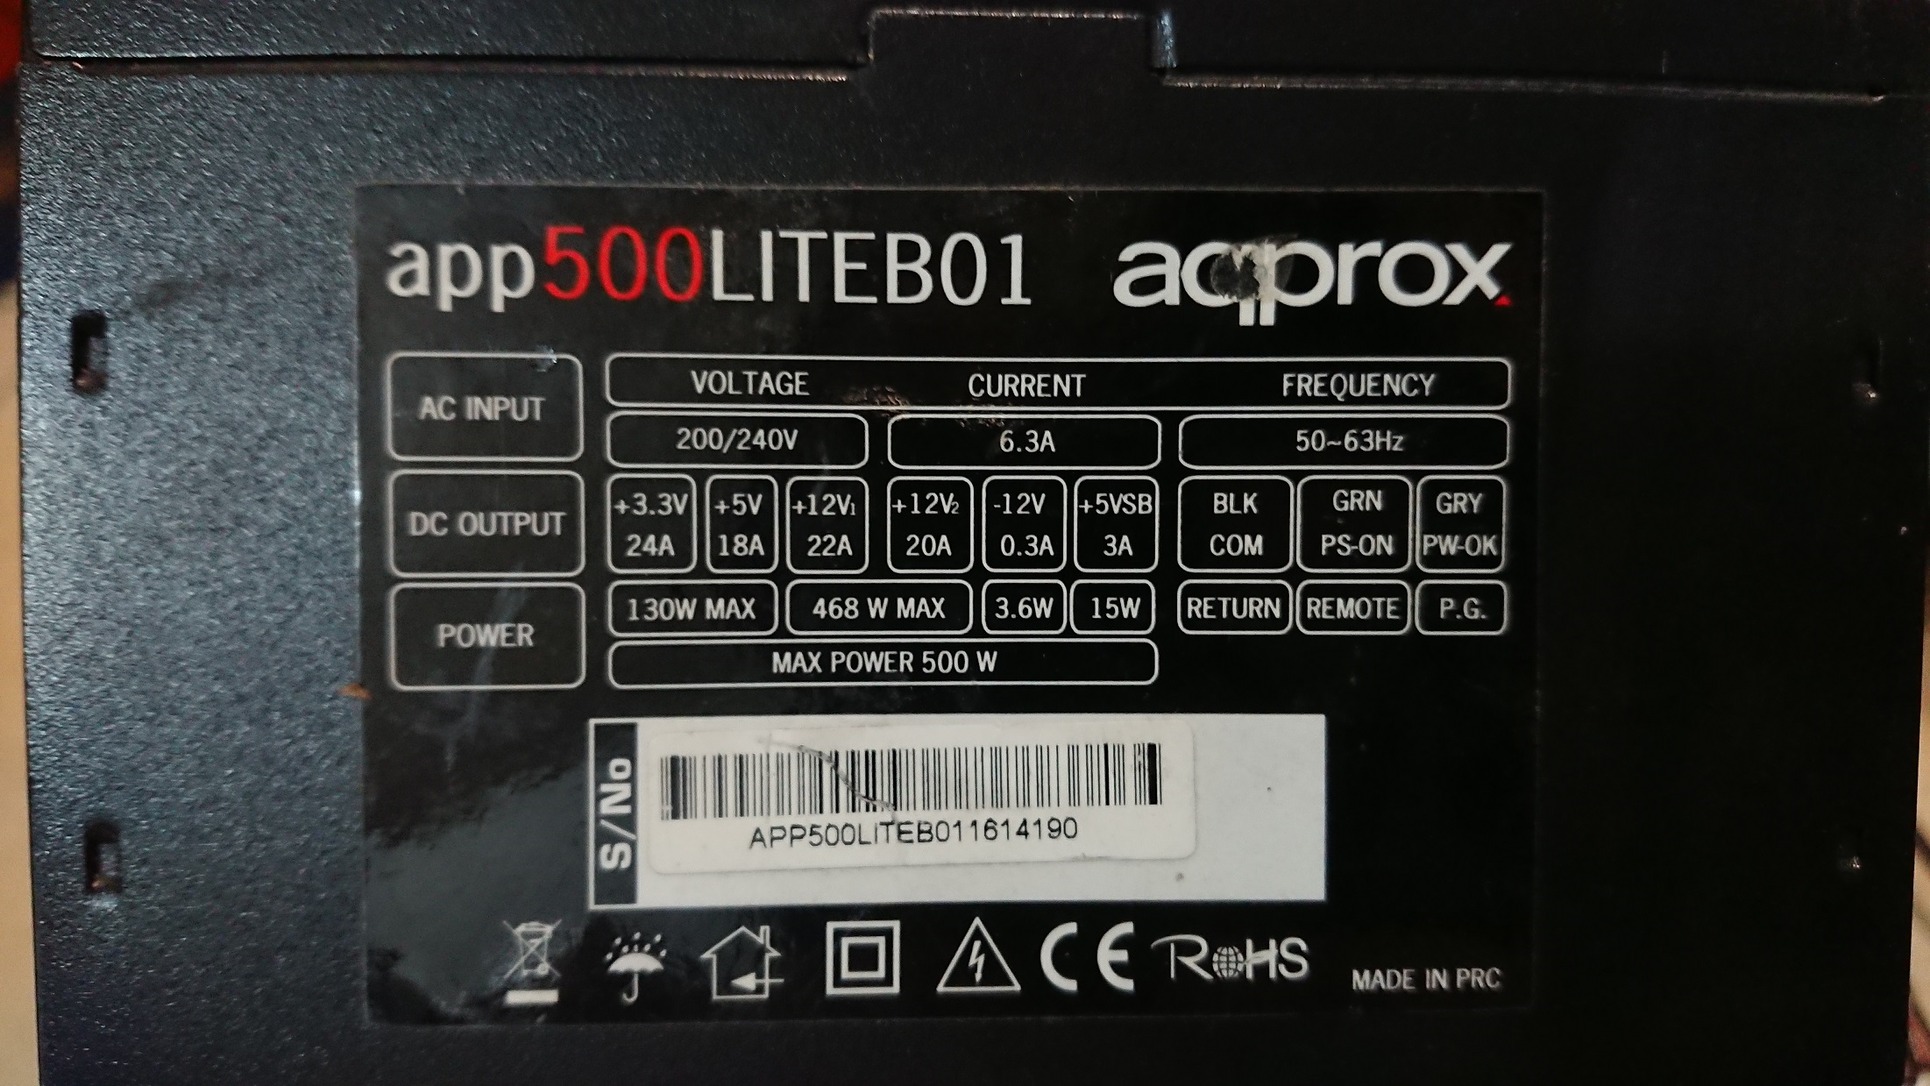 app500LITEB01 aqprox
AC INPUT
VOLTAGE CURRENT FREQUENCY
200/240V 6.3A 50~63Hz
DC OUTPUT
+3.3V +5V +12V1 +12V2 -12V +5VSB BLK GRN GRY
24A 18A 22A 20A 0.3A 3A COM PS-ON PW-OK
POWER
130W MAX 468 W MAX 3.6W 15W RETURN REMOTE P.G.
MAX POWER 500 W
S/No
APP500LITEB011614190
CE RoHS MADE IN PRC